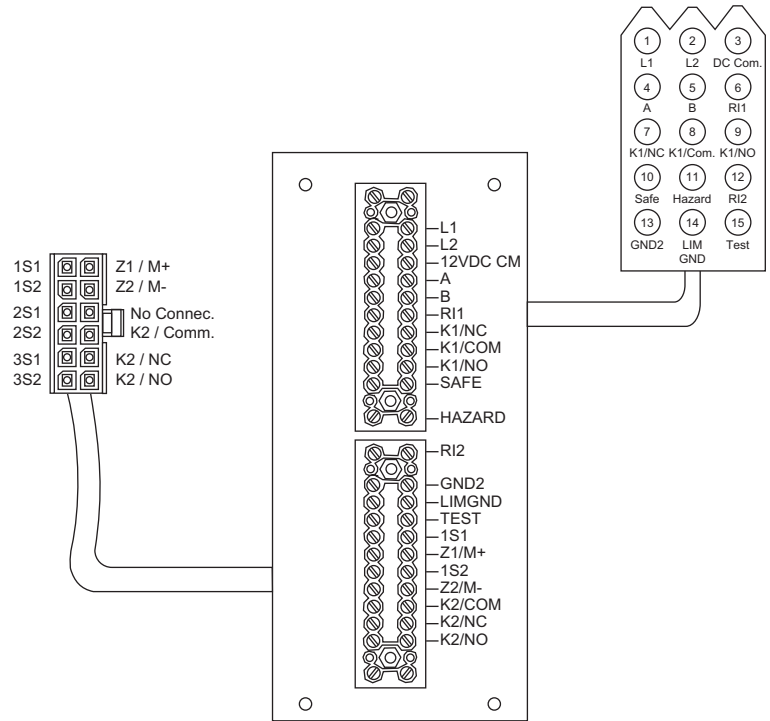 1 2 3
L1 L2 DC Com.
4 5 6
A B RI1
7 8 9
K1/NC K1/Com. K1/NO
10 11 12
Safe Hazard RI2
13 14 15
GND2 LIM GND Test
1S1 Z1 / M+
1S2 Z2 / M-
2S1 No Connec.
2S2 K2 / Comm.
3S1 K2 / NC
3S2 K2 / NO
L1
L2
12VDC CM
A
B
RI1
K1/NC
K1/COM
K1/NO
SAFE
HAZARD
RI2
GND2
LIMGND
TEST
1S1
Z1/M+
1S2
Z2/M-
K2/COM
K2/NC
K2/NO